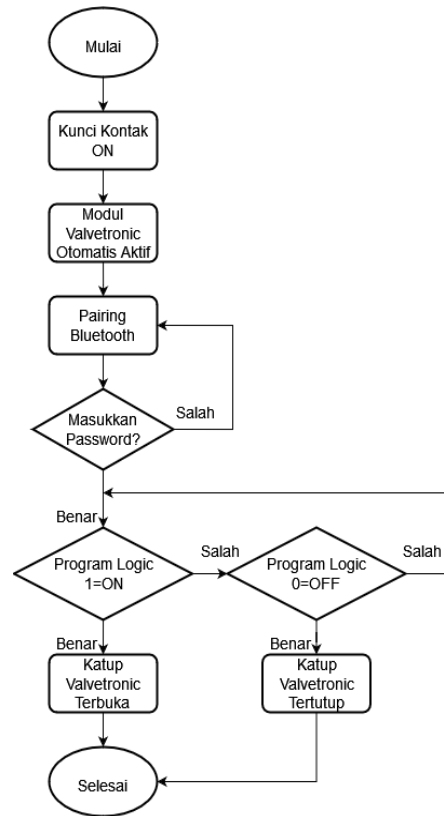 Mulai
Kunci Kontak
ON
Modul
Valvetronic
Otomatis Aktif
Pairing
Bluetooth
Masukkan
Password?
Salah
Benar
Program Logic
1=ON
Salah
Program Logic
0=OFF
Salah
Benar
Katup
Valvetronic
Terbuka
Benar
Katup
Valvetronic
Tertutup
Selesai